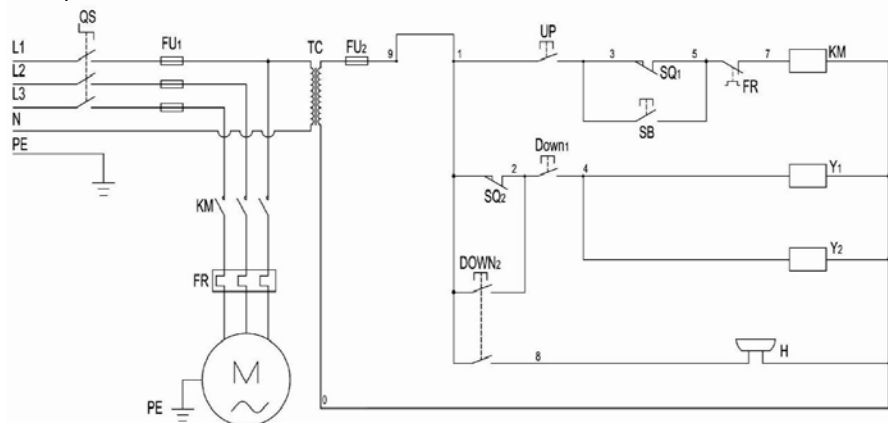 QS
L1
L2
L3
N
PE
FU1
TC
FU2
9
1
UP
3
SQ1
5
7
FR
KM
SB
SQ2
2
Down1
4
Y1
Y2
DOWN2
8
H
KM
FR
M
PE
0